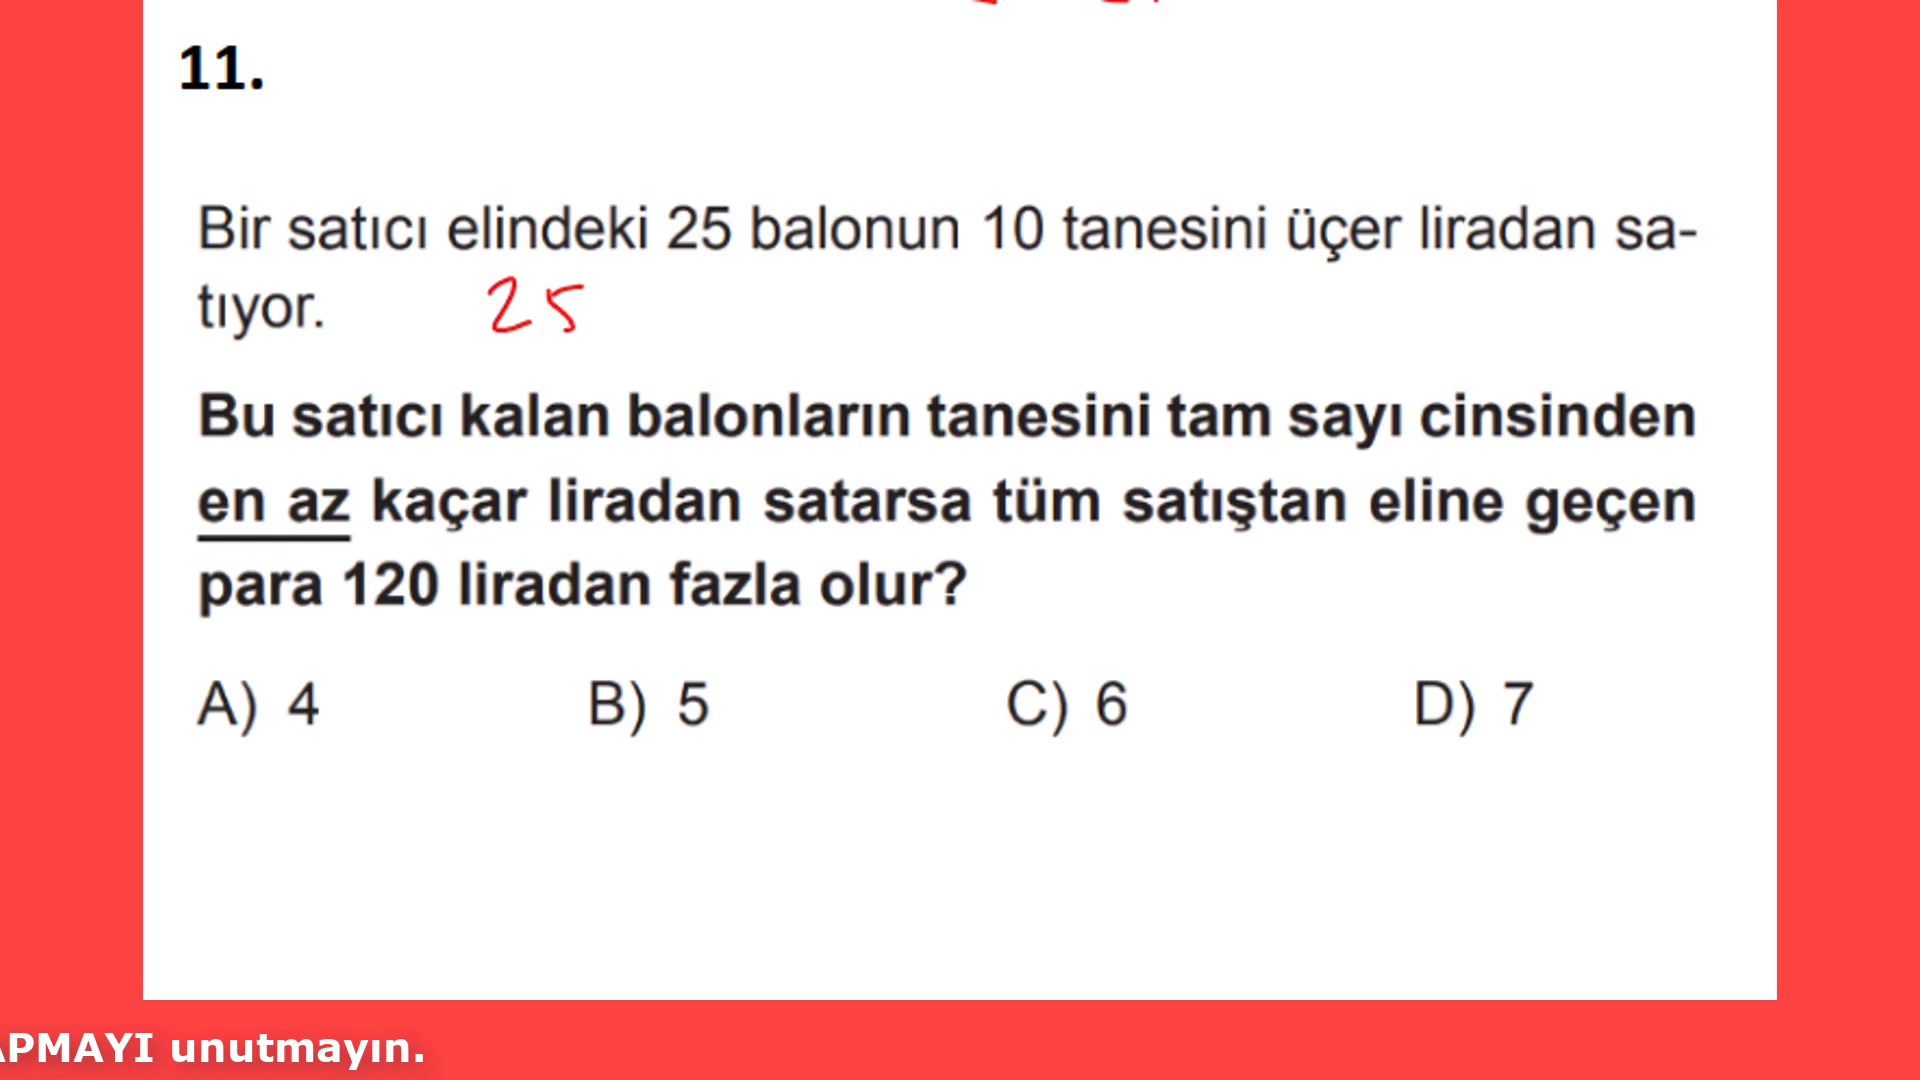 11.
Bir satıcı elindeki 25 balonun 10 tanesini üçer liradan sa-
tıyor. 25
Bu satıcı kalan balonların tanesini tam sayı cinsinden
en az kaçar liradan satarsa tüm satıştan eline geçen
para 120 liradan fazla olur?
A) 4 B) 5 C) 6 D) 7
APMAYI unutmayın.